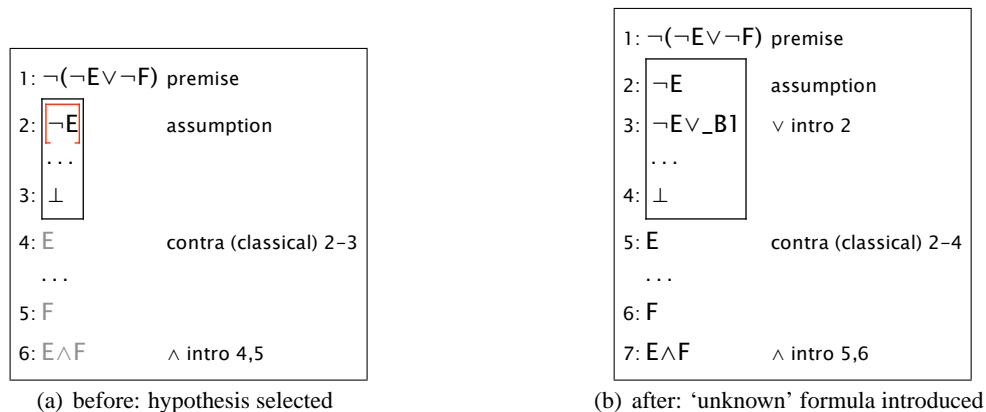 1: ¬(¬E∨¬F) premise
2: ¬E assumption
...
3: ⊥
4: E contra (classical) 2–3
...
5: F
6: E∧F ∧ intro 4,5
(a) before: hypothesis selected
1: ¬(¬E∨¬F) premise
2: ¬E assumption
3: ¬E∨_B1 ∨ intro 2
...
4: ⊥
5: E contra (classical) 2–4
...
6: F
7: E∧F ∧ intro 5,6
(b) after: ‘unknown’ formula introduced